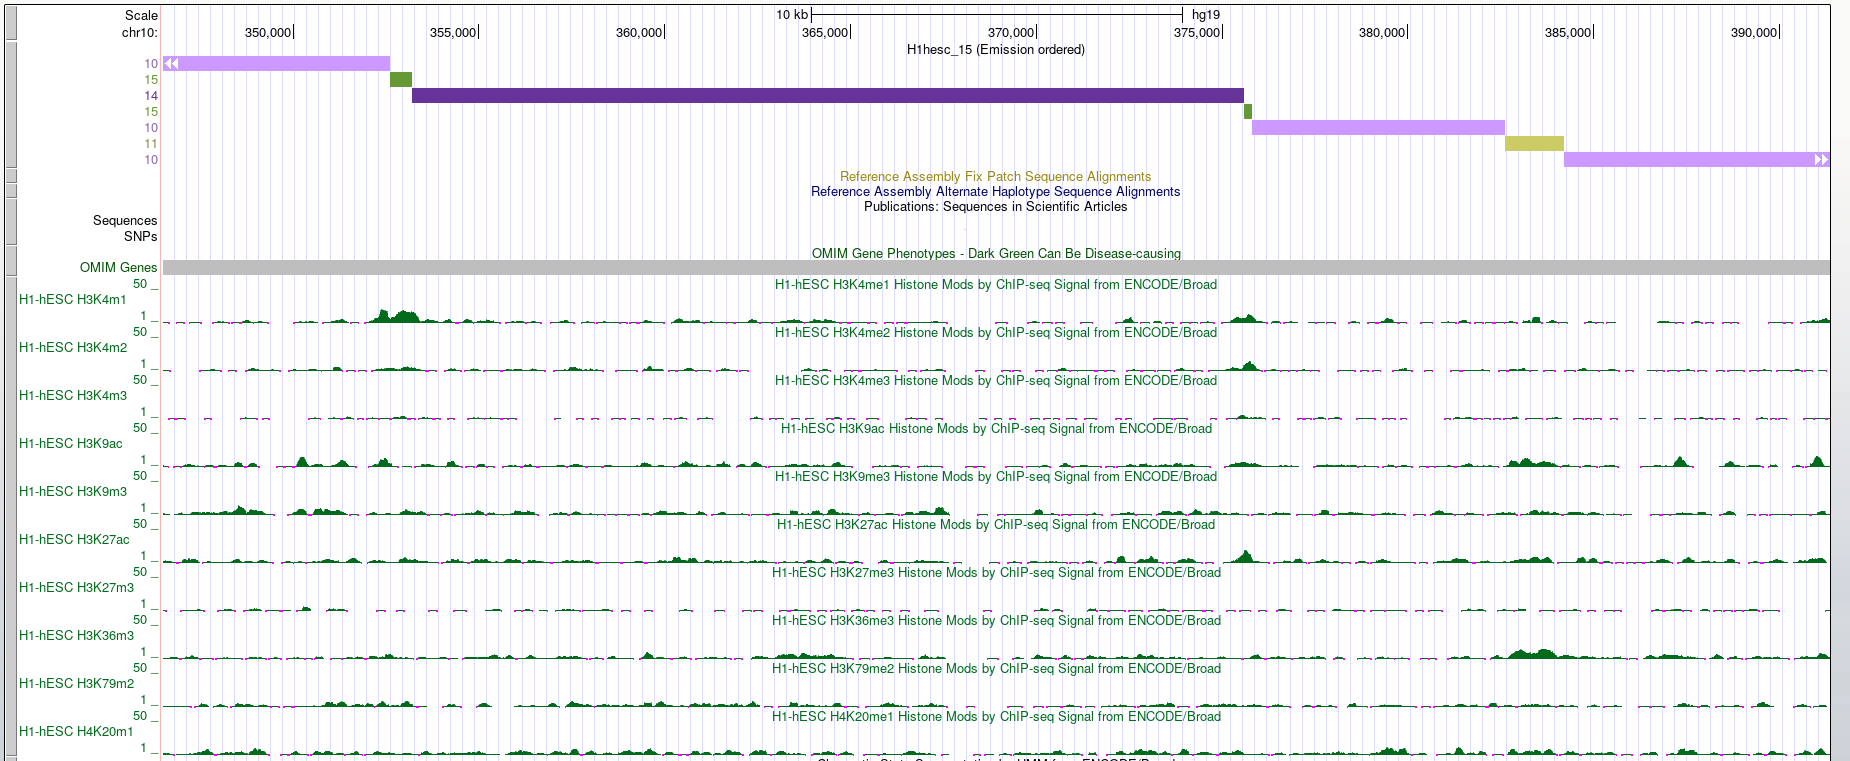 Scale 10 kb hg19
chr10: 350,000 355,000 360,000 365,000 370,000 375,000 380,000 385,000 390,000
H1hesc_15 (Emission ordered)
10
15
14
15
10
11
10
Reference Assembly Fix Patch Sequence Alignments
Reference Assembly Alternate Haplotype Sequence Alignments
Publications: Sequences in Scientific Articles
Sequences
SNPs
OMIM Gene Phenotypes - Dark Green Can Be Disease-causing
OMIM Genes
50 _ H1-hESC H3K4me1 Histone Mods by ChIP-seq Signal from ENCODE/Broad
H1-hESC H3K4m1
1 _
50 _ H1-hESC H3K4me2 Histone Mods by ChIP-seq Signal from ENCODE/Broad
H1-hESC H3K4m2
1 _
50 _ H1-hESC H3K4me3 Histone Mods by ChIP-seq Signal from ENCODE/Broad
H1-hESC H3K4m3
1 _
50 _ H1-hESC H3K9ac Histone Mods by ChIP-seq Signal from ENCODE/Broad
H1-hESC H3K9ac
1 _
50 _ H1-hESC H3K9me3 Histone Mods by ChIP-seq Signal from ENCODE/Broad
H1-hESC H3K9m3
1 _
50 _ H1-hESC H3K27ac Histone Mods by ChIP-seq Signal from ENCODE/Broad
H1-hESC H3K27ac
1 _
50 _ H1-hESC H3K27me3 Histone Mods by ChIP-seq Signal from ENCODE/Broad
H1-hESC H3K27m3
1 _
50 _ H1-hESC H3K36me3 Histone Mods by ChIP-seq Signal from ENCODE/Broad
H1-hESC H3K36m3
1 _
50 _ H1-hESC H3K79me2 Histone Mods by ChIP-seq Signal from ENCODE/Broad
H1-hESC H3K79m2
1 _
50 _ H1-hESC H4K20me1 Histone Mods by ChIP-seq Signal from ENCODE/Broad
H1-hESC H4K20m1
1 _